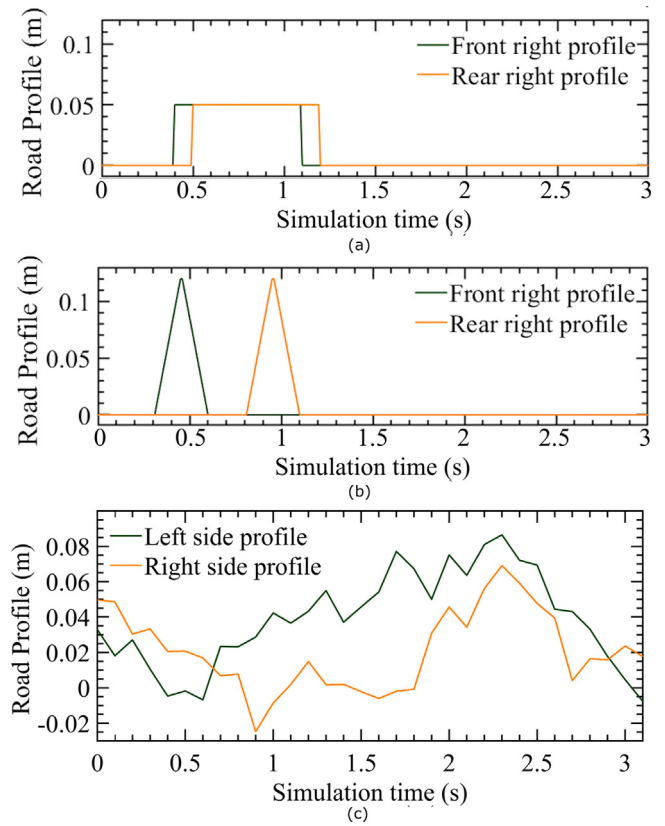 Road Profile (m)
0.1
0.05
0
Front right profile
Rear right profile
0 0.5 1 1.5 2 2.5 3
Simulation time (s)
(a)
Road Profile (m)
0.1
0.05
0
Front right profile
Rear right profile
0 0.5 1 1.5 2 2.5 3
Simulation time (s)
(b)
Road Profile (m)
0.08
0.06
0.04
0.02
0
-0.02
Left side profile
Right side profile
0 0.5 1 1.5 2 2.5 3
Simulation time (s)
(c)